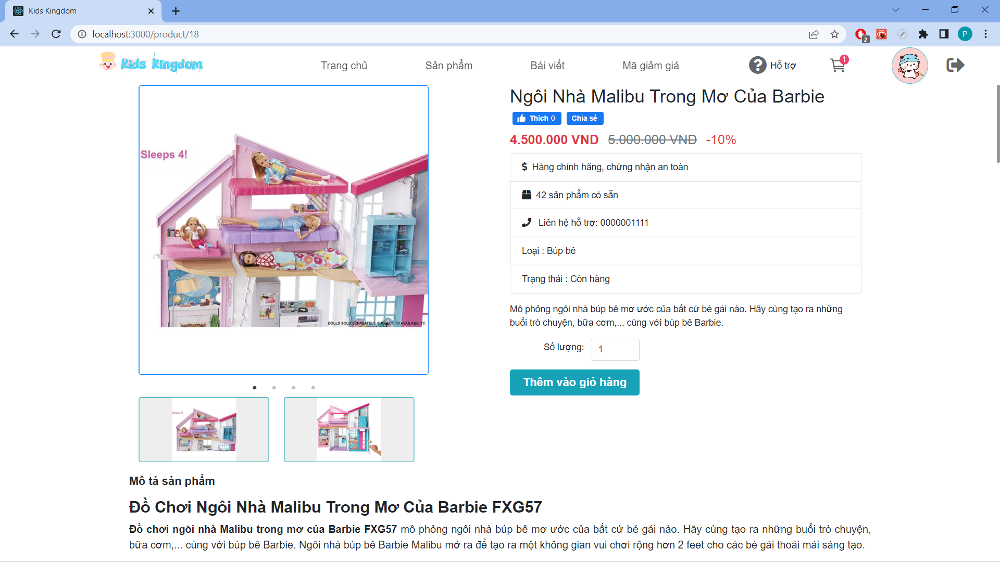 Kids Kingdom
localhost:3000/product/18
2
P
Kids Kingdom
Trang chủ
Sản phẩm
Bài viết
Mã giảm giá
Hỗ trợ
1
Sleeps 4!
DOLLS SOLD SEPARATELY. SUBJECT TO AVAILABILITY.
Ngôi Nhà Malibu Trong Mơ Của Barbie
Thích 0
Chia sẻ
4.500.000 VND 5.000.000 VND -10%
Hàng chính hãng, chứng nhận an toàn
42 sản phẩm có sẵn
Liên hệ hỗ trợ: 0000001111
Loại : Búp bê
Trạng thái : Còn hàng
Mô phỏng ngôi nhà búp bê mơ ước của bất cứ bé gái nào. Hãy cùng tạo ra những
buổi trò chuyện, bữa cơm,... cùng với búp bê Barbie.
Số lượng: 1
Thêm vào giỏ hàng
Sleeps 4!
Mô tả sản phẩm
Đồ Chơi Ngôi Nhà Malibu Trong Mơ Của Barbie FXG57
Đồ chơi ngôi nhà Malibu trong mơ của Barbie FXG57 mô phỏng ngôi nhà búp bê mơ ước của bất cứ bé gái nào. Hãy cùng tạo ra những buổi trò chuyện,
bữa cơm,... cùng với búp bê Barbie. Ngôi nhà búp bê Barbie Malibu mở ra để tạo ra một không gian vui chơi rộng hơn 2 feet cho các bé gái thoải mái sáng tạo.